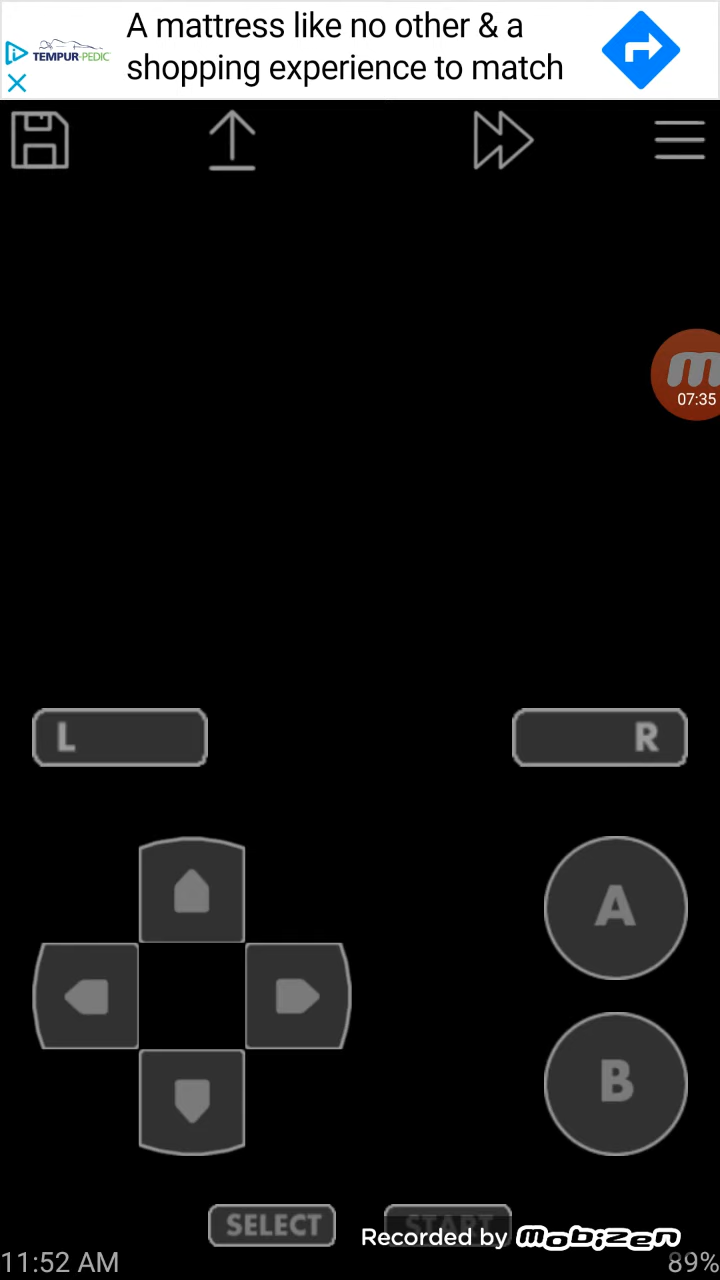 A mattress like no other & a
shopping experience to match
TEMPUR-PEDIC
m
07:35
L
R
A
B
SELECT
START
Recorded by mobizen
11:52 AM
89%